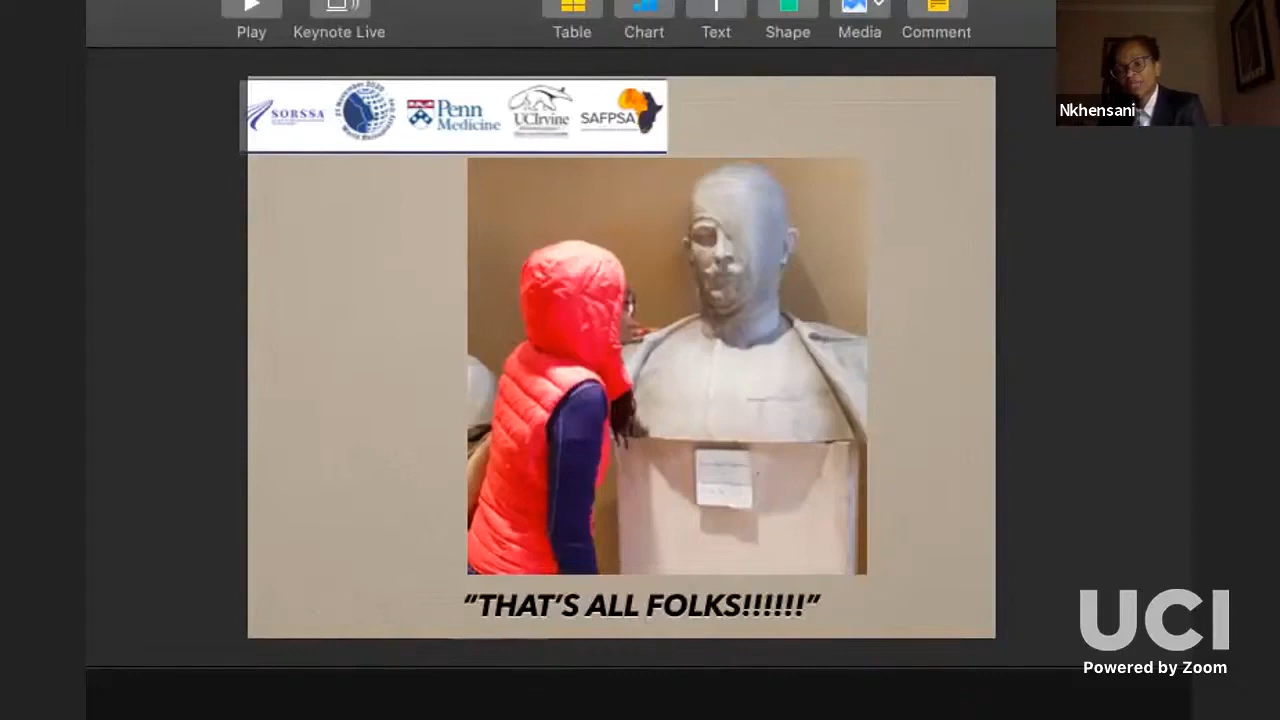 Play
Keynote Live
Table
Chart
Text
Shape
Media
Comment
Nkhensani
SORSSA
Penn
Medicine
UCIrvine
SAFPSA
"THAT'S ALL FOLKS!!!!!!"
UCI
Powered by Zoom